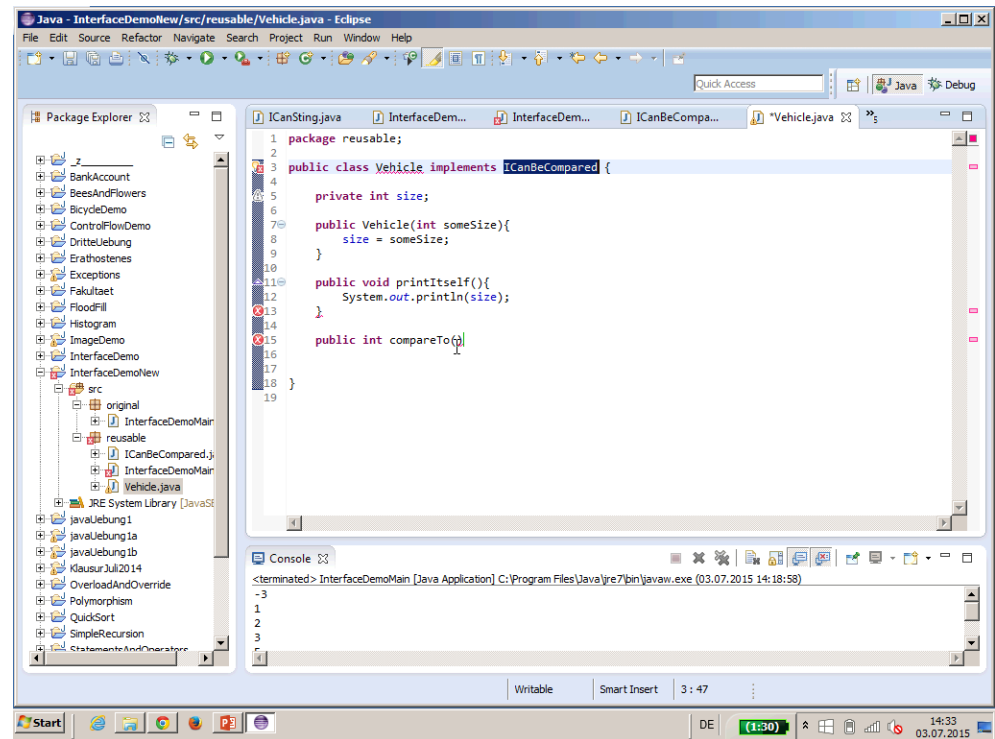 Java - InterfaceDemoNew/src/reusable/Vehicle.java - Eclipse
File Edit Source Refactor Navigate Search Project Run Window Help
Quick Access
Java
Debug
Package Explorer
_z_________
BankAccount
BeesAndFlowers
BicycleDemo
ControlFlowDemo
DritteUebung
Erathostenes
Exceptions
Fakultaet
FloodFill
Histogram
ImageDemo
InterfaceDemo
InterfaceDemoNew
src
original
InterfaceDemoMain
reusable
ICanBeCompared.ja
InterfaceDemoMain
Vehicle.java
JRE System Library [JavaSE
javaUebung1
javaUebung1a
javaUebung1b
KlausurJuli2014
OverloadAndOverride
Polymorphism
QuickSort
SimpleRecursion
StatementsAndOperators
ICanSting.java InterfaceDem... InterfaceDem... ICanBeCompa... *Vehicle.java »5
1 package reusable;
2
3 public class Vehicle implements ICanBeCompared {
4
5 private int size;
6
7 public Vehicle(int someSize){
8 size = someSize;
9 }
10
11 public void printItself(){
12 System.out.println(size);
13 }
14
15 public int compareTo()
16
17
18 }
19
Console
<terminated> InterfaceDemoMain [Java Application] C:\Program Files\Java\jre7\bin\javaw.exe (03.07.2015 14:18:58)
-3
1
2
3
Writable Smart Insert 3 : 47
Start DE (1:30) 14:33
03.07.2015